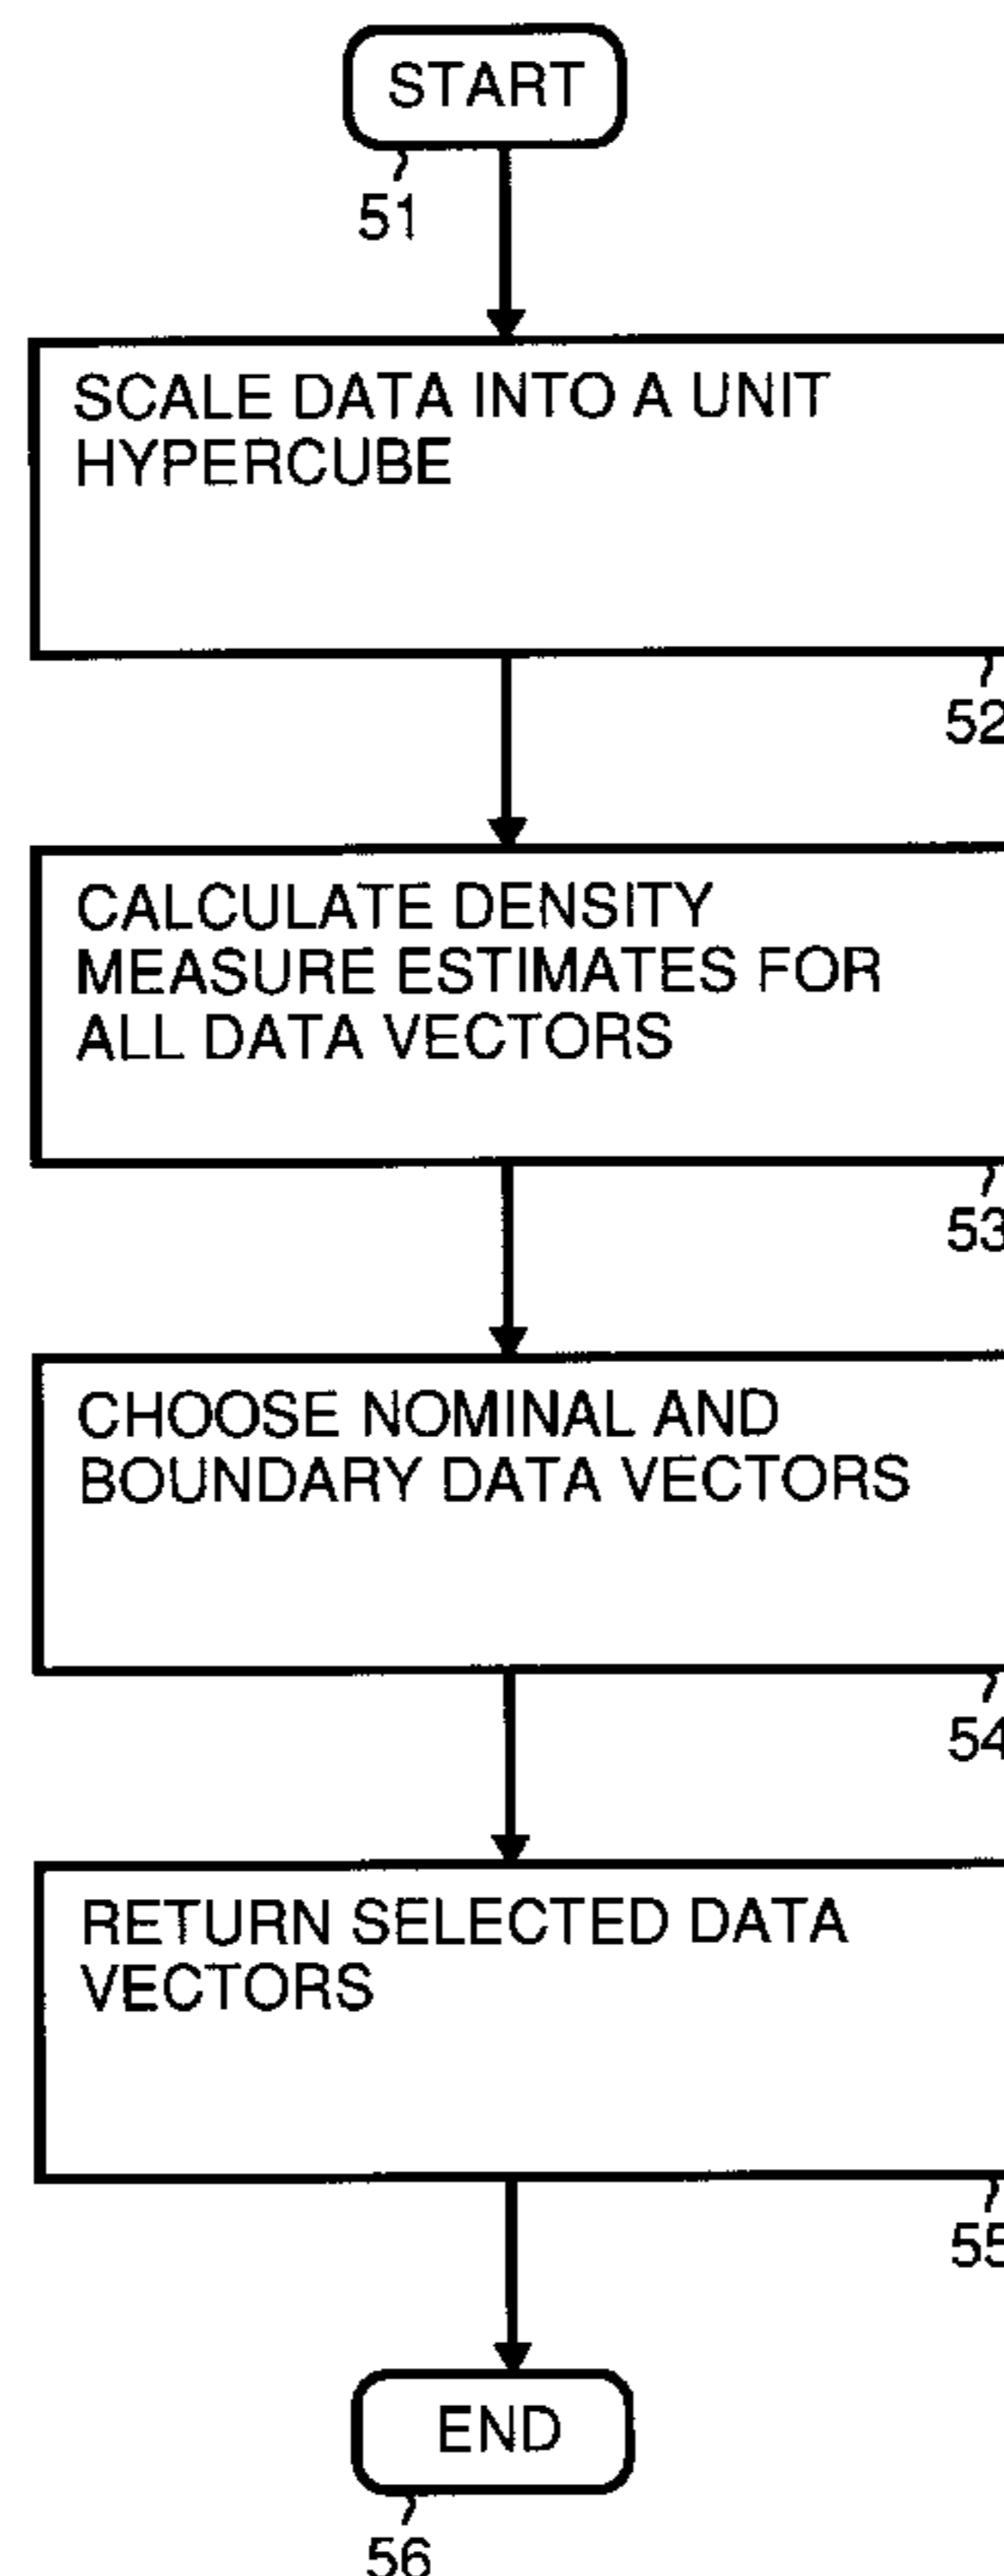 START
51
SCALE DATA INTO A UNIT
HYPERCUBE
52
CALCULATE DENSITY
MEASURE ESTIMATES FOR
ALL DATA VECTORS
53
CHOOSE NOMINAL AND
BOUNDARY DATA VECTORS
54
RETURN SELECTED DATA
VECTORS
55
END
56